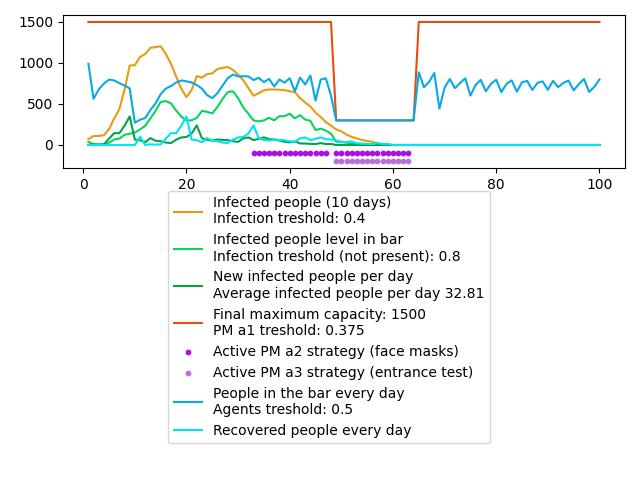 1500
1000
500
0
0 20 40 60 80 100
Infected people (10 days)
Infection treshold: 0.4
Infected people level in bar
Infection treshold (not present): 0.8
New infected people per day
Average infected people per day 32.81
Final maximum capacity: 1500
PM a1 treshold: 0.375
Active PM a2 strategy (face masks)
Active PM a3 strategy (entrance test)
People in the bar every day
Agents treshold: 0.5
Recovered people every day